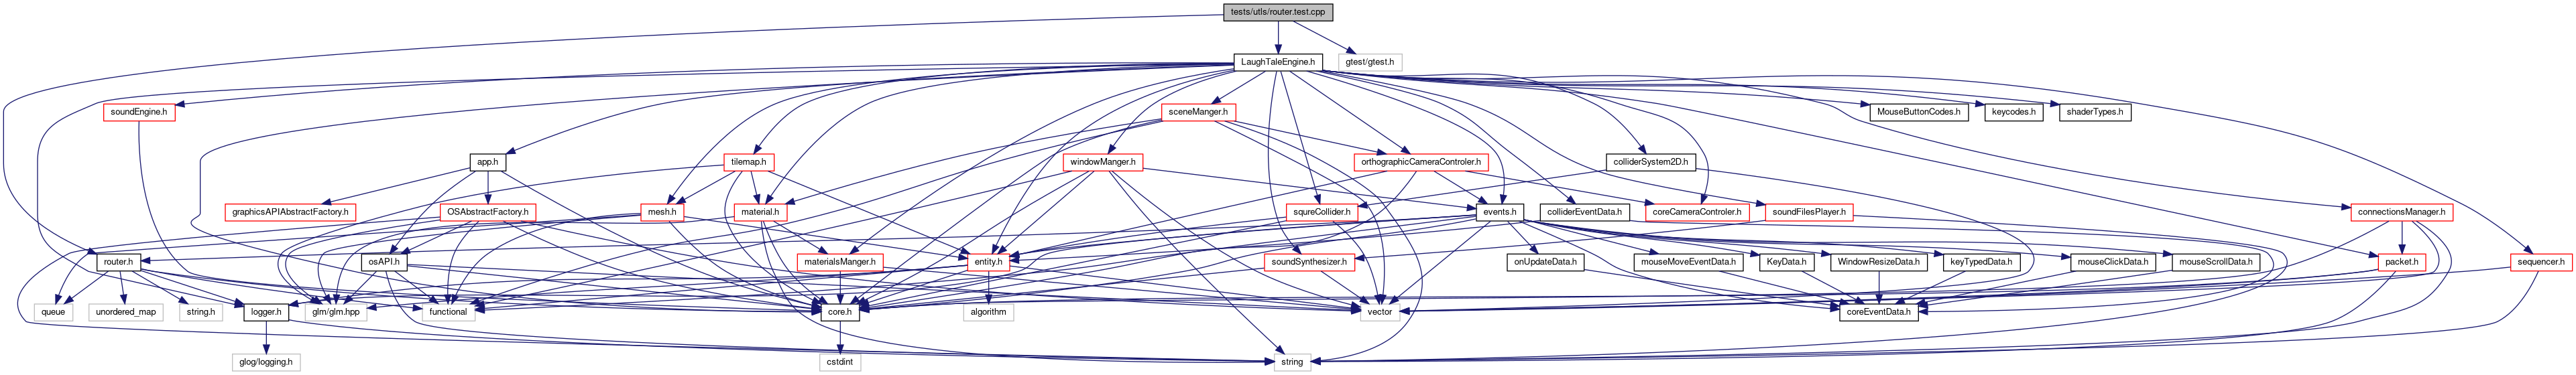 tests/utls/router.test.cpp
LaughTaleEngine.h
gtest/gtest.h
soundEngine.h
sceneManger.h
MouseButtonCodes.h
keycodes.h
shaderTypes.h
app.h
tilemap.h
windowManger.h
orthographicCameraControler.h
colliderSystem2D.h
graphicsAPIAbstractFactory.h
OSAbstractFactory.h
mesh.h
material.h
squreCollider.h
events.h
colliderEventData.h
coreCameraControler.h
soundFilesPlayer.h
connectionsManager.h
router.h
osAPI.h
materialsManger.h
entity.h
soundSynthesizer.h
onUpdateData.h
mouseMoveEventData.h
KeyData.h
WindowResizeData.h
keyTypedData.h
mouseClickData.h
mouseScrollData.h
packet.h
sequencer.h
queue
unordered_map
string.h
logger.h
glm/glm.hpp
functional
core.h
algorithm
vector
coreEventData.h
glog/logging.h
cstdint
string